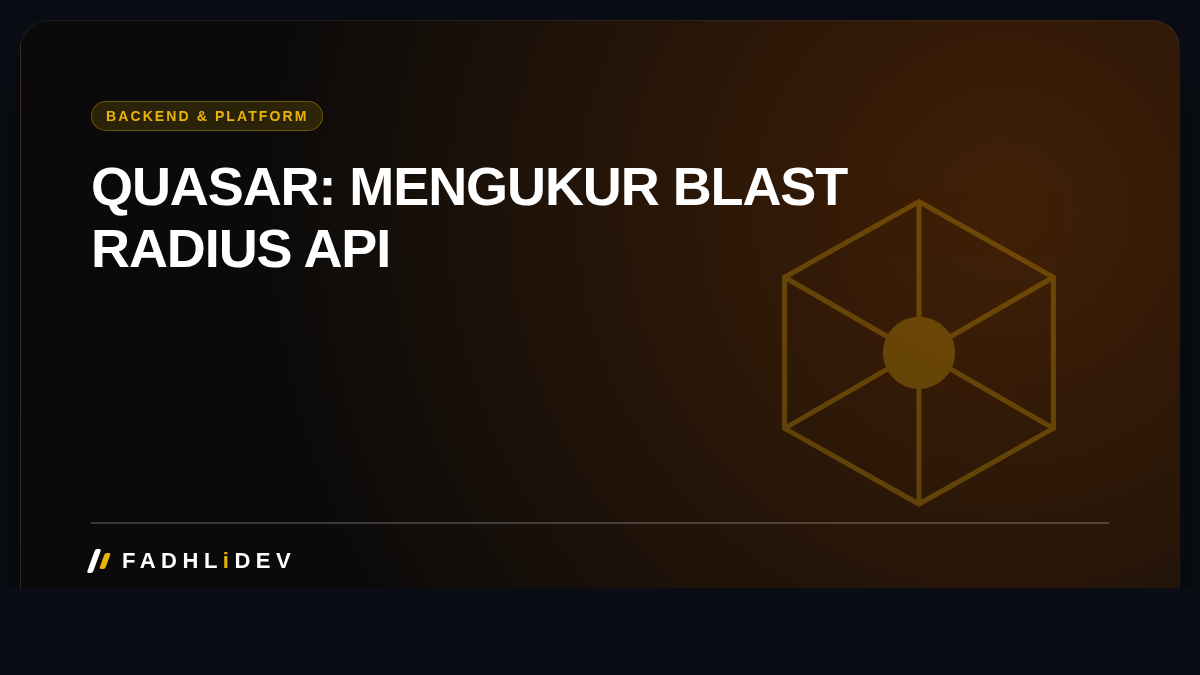 BACKEND & PLATFORM
QUASAR: MENGUKUR BLAST
RADIUS API
FADHLiDEV